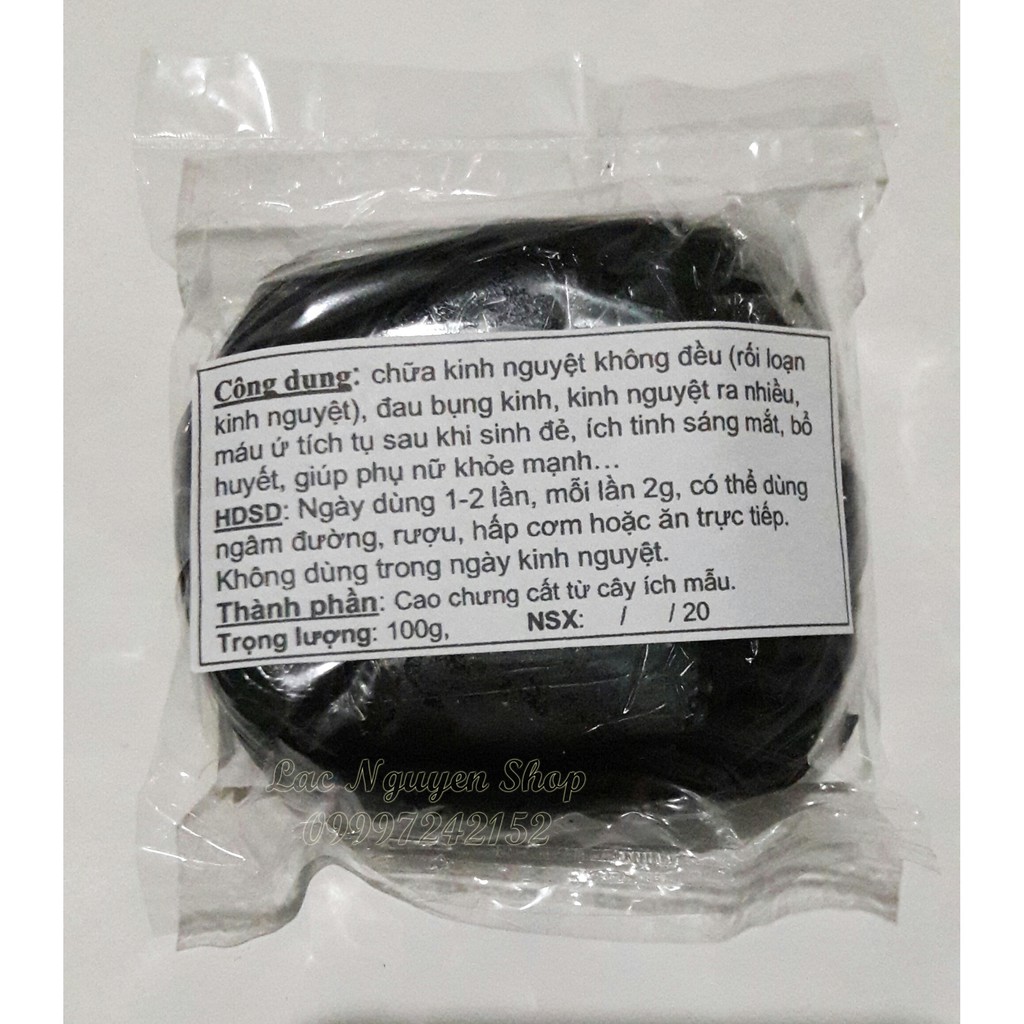 Công dụng: chữa kinh nguyệt không đều (rối loạn
kinh nguyệt), đau bụng kinh, kinh nguyệt ra nhiều,
máu ứ tích tụ sau khi sinh đẻ, ích tinh sáng mắt, bổ
huyết, giúp phụ nữ khỏe mạnh...
HDSD: Ngày dùng 1-2 lần, mỗi lần 2g, có thể dùng
ngâm đường, rượu, hấp cơm hoặc ăn trực tiếp.
Không dùng trong ngày kinh nguyệt.
Thành phần: Cao chưng cất từ cây ích mẫu.
Trọng lượng: 100g, NSX: / / 20
Lac Nguyen Shop
09997242152